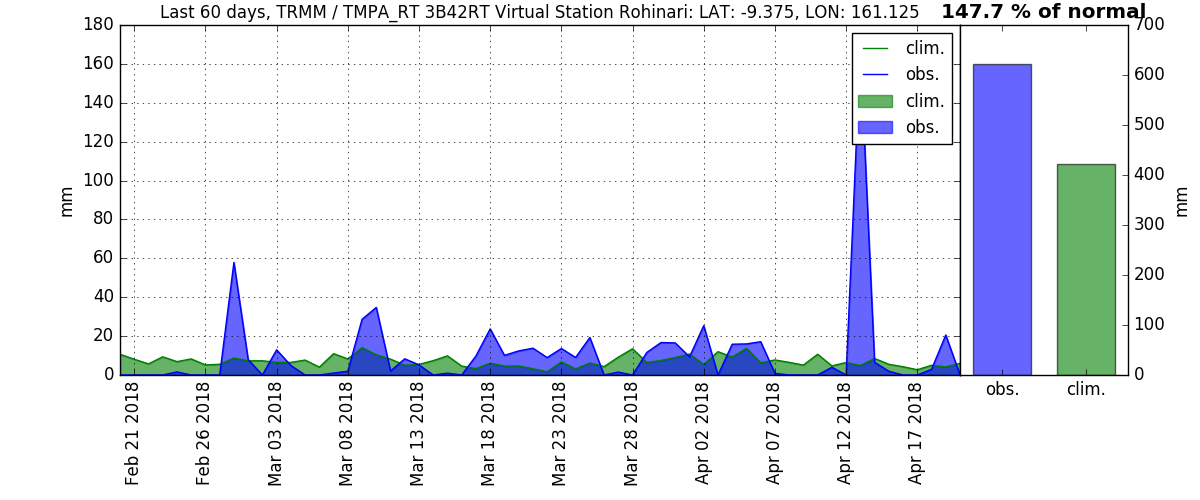 Last 60 days, TRMM / TMPA_RT 3B42RT Virtual Station Rohinari: LAT: -9.375, LON: 161.125
147.7 % of normal
180
160
140
120
100
80
60
40
20
0
mm
clim.
obs.
clim.
obs.
700
600
500
400
300
200
100
0
mm
obs.
clim.
Feb 21 2018
Feb 26 2018
Mar 03 2018
Mar 08 2018
Mar 13 2018
Mar 18 2018
Mar 23 2018
Mar 28 2018
Apr 02 2018
Apr 07 2018
Apr 12 2018
Apr 17 2018